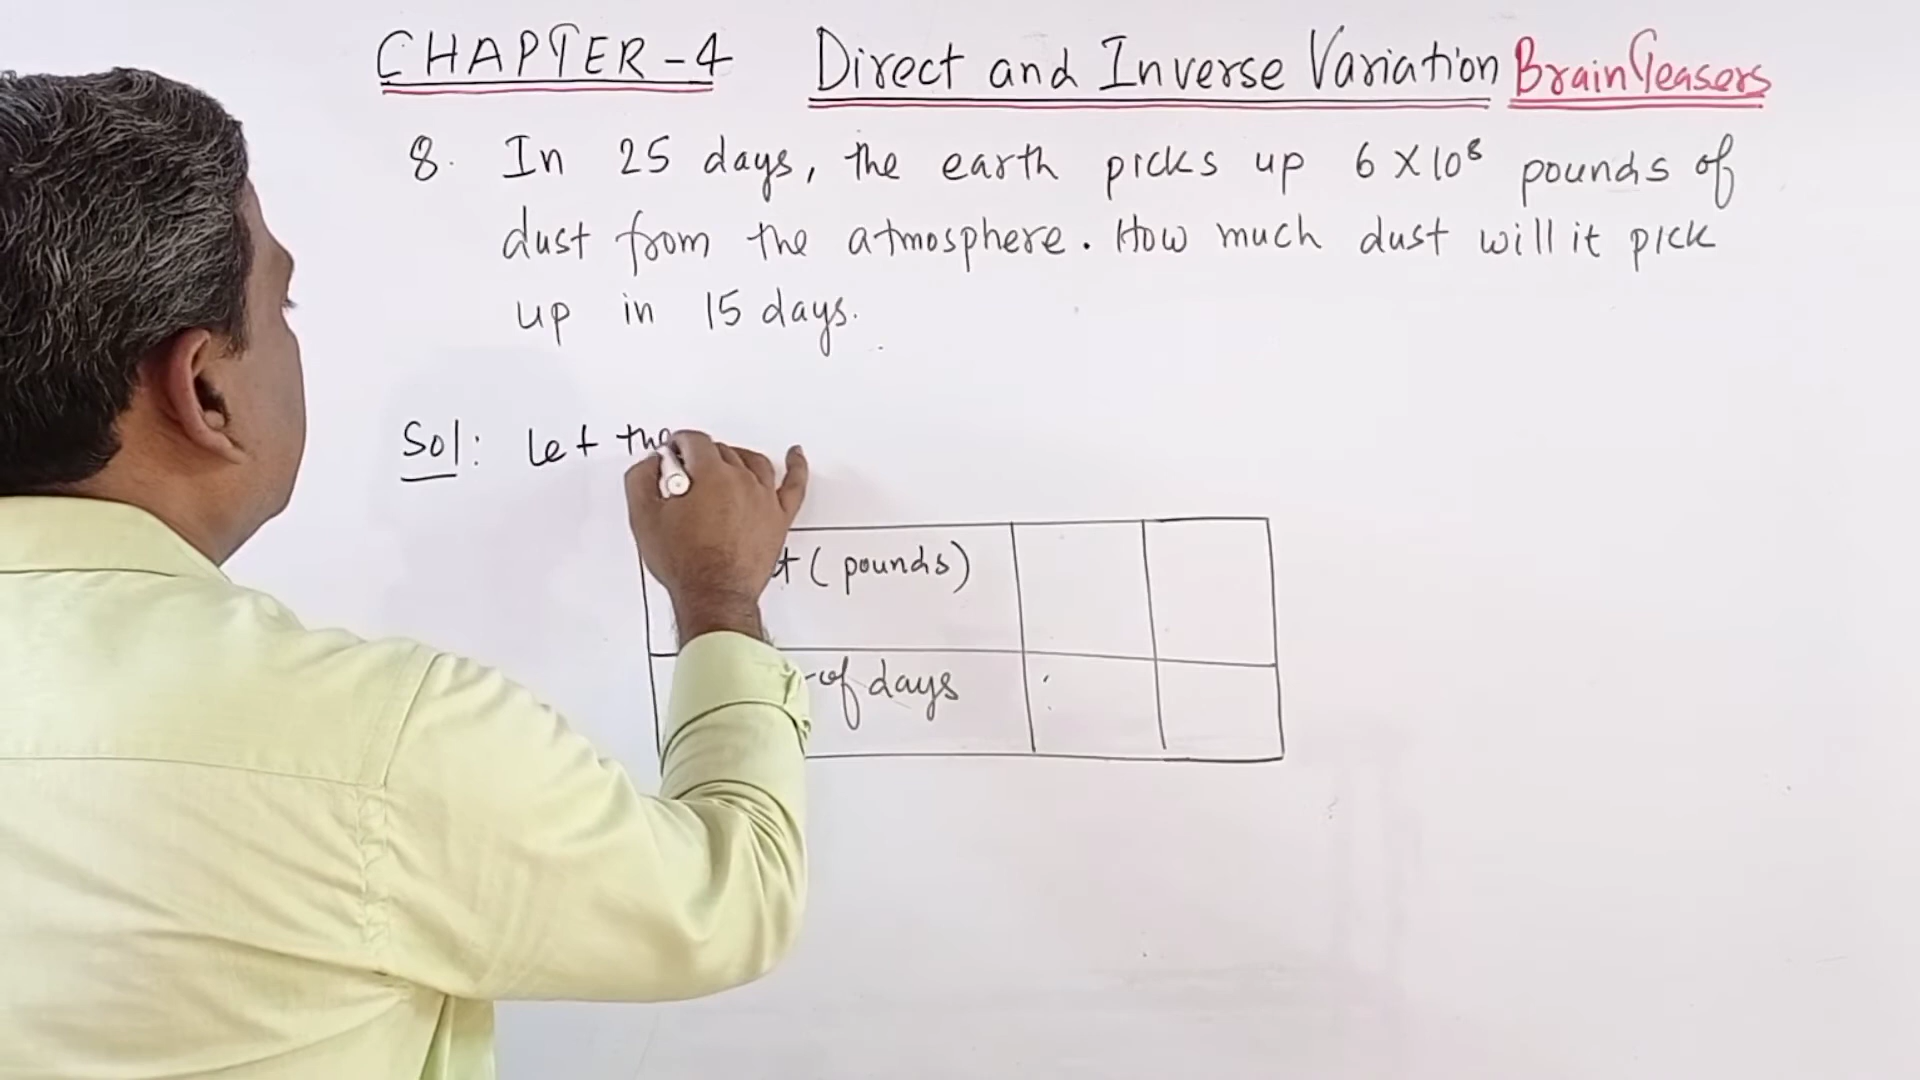 CHAPTER-4 Direct and Inverse Variation Brain Teasers
8. In 25 days, the earth picks up 6 X 10⁸ pounds of
dust from the atmosphere. How much dust will it pick
up in 15 days.
Sol: Let the
(pounds)
of days